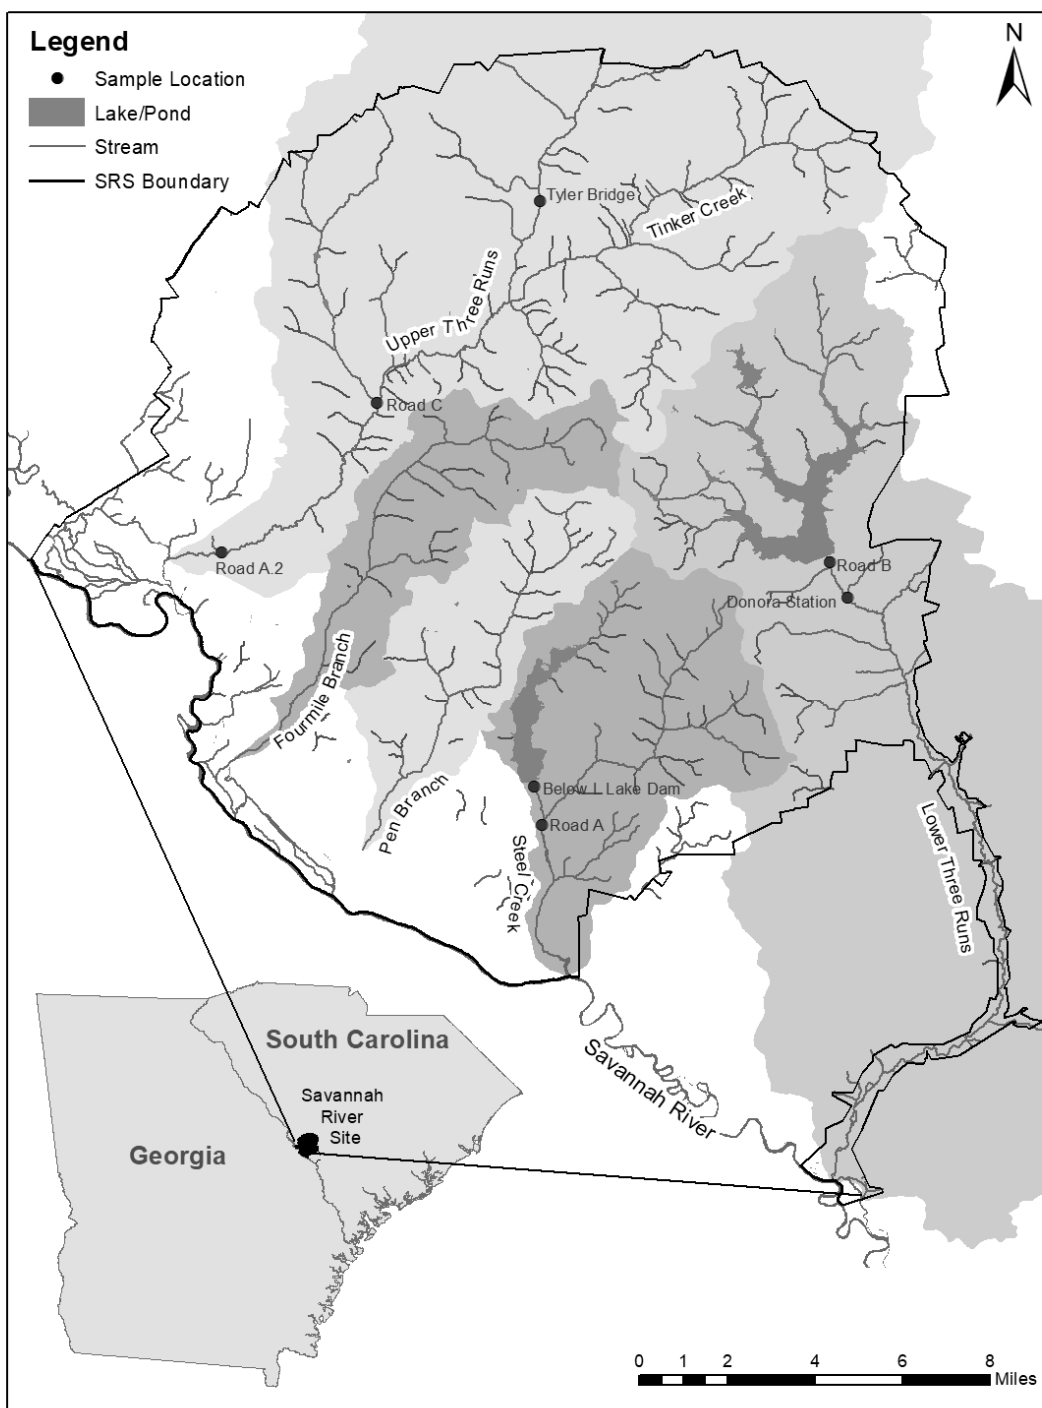 Legend
Sample Location
Lake/Pond
Stream
SRS Boundary
N
Tyler Bridge
Tinker Creek
Upper Three Runs
Road C
Road A.2
Road B
Donora Station
Fourmile Branch
Pen Branch
Below L Lake Dam
Road A
Steel Creek
Lower Three Runs
Savannah River
South Carolina
Savannah
River
Site
Georgia
0 1 2 4 6 8
Miles